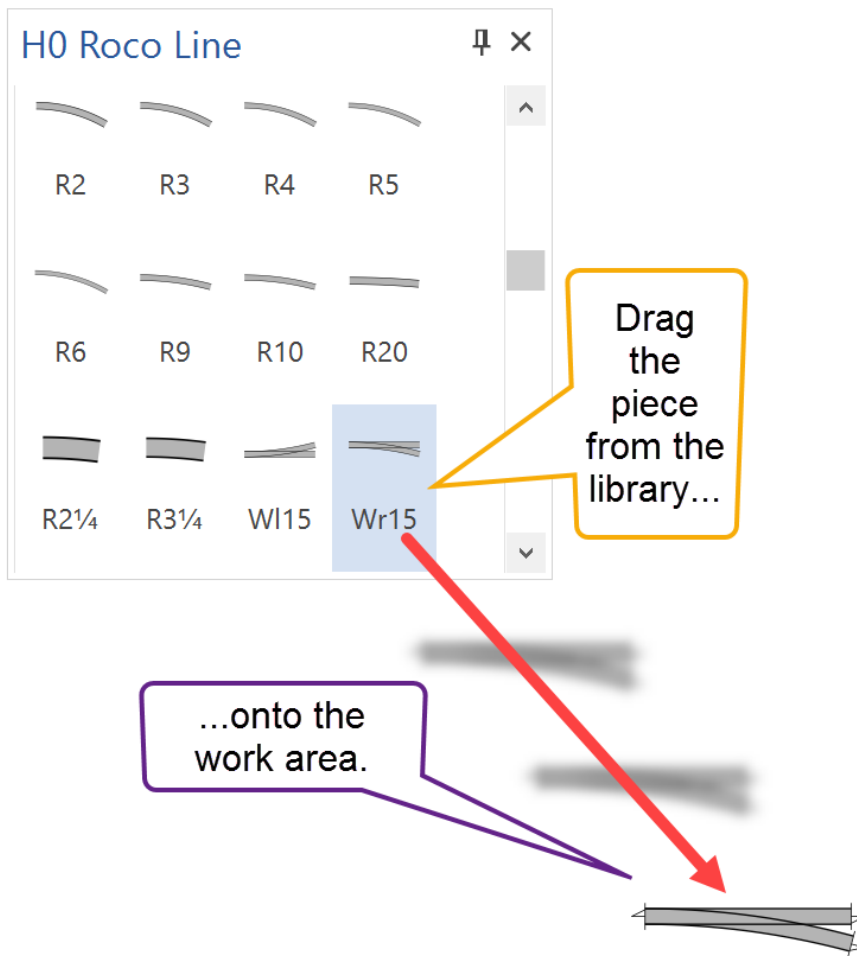 H0 Roco Line
R2 R3 R4 R5
R6 R9 R10 R20
R2¼ R3¼ Wl15 Wr15
Drag
the
piece
from the
library...
...onto the
work area.